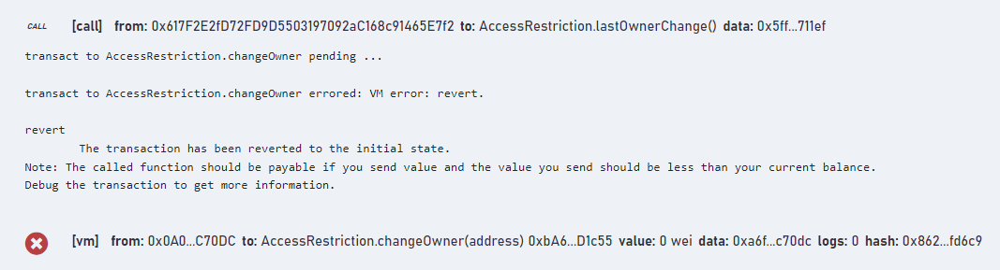 CALL [call] from: 0x617F2E2fD72FD9D5503197092aC168c91465E7f2 to: AccessRestriction.lastOwnerChange() data: 0x5ff...711ef
transact to AccessRestriction.changeOwner pending ...
transact to AccessRestriction.changeOwner errored: VM error: revert.
revert
The transaction has been reverted to the initial state.
Note: The called function should be payable if you send value and the value you send should be less than your current balance.
Debug the transaction to get more information.
[vm] from: 0x0A0...C70DC to: AccessRestriction.changeOwner(address) 0xbA6...D1c55 value: 0 wei data: 0xa6f...c70dc logs: 0 hash: 0x862...fd6c9